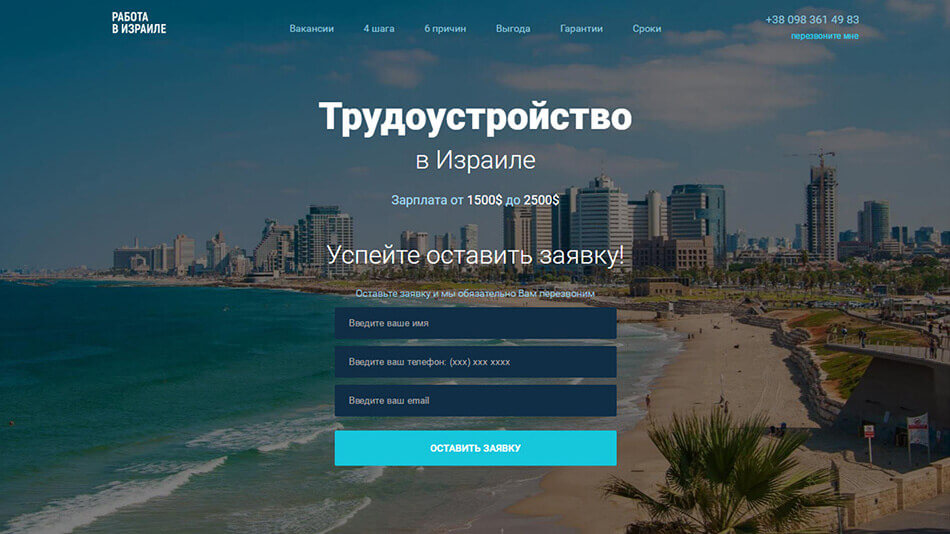 РАБОТА
В ИЗРАИЛЕ
Вакансии 4 шага 6 причин Выгода Гарантии Сроки
+38 098 361 49 83
перезвоните мне
Трудоустройство
в Израиле
Зарплата от 1500$ до 2500$
Успейте оставить заявку!
Оставьте заявку и мы обязательно Вам перезвоним
Введите ваше имя
Введите ваш телефон: (xxx) xxx xxxx
Введите ваш email
ОСТАВИТЬ ЗАЯВКУ